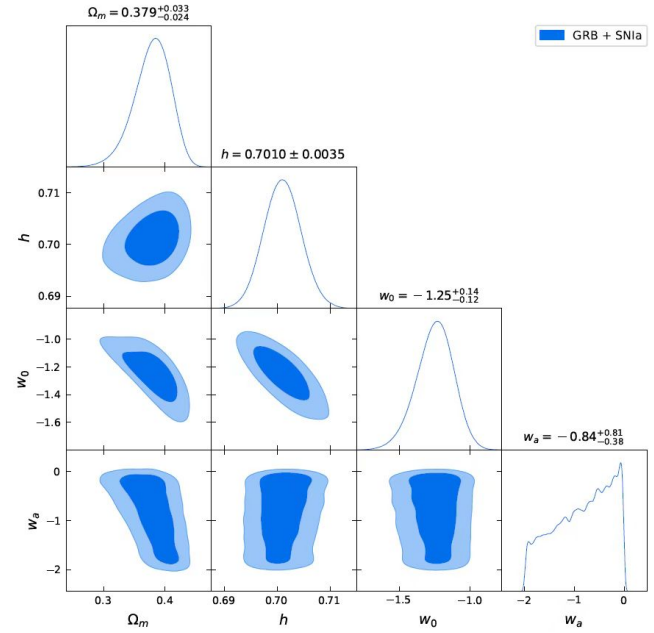 Ω_m = 0.379^{+0.033}_{-0.024}
GRB + SNIa
h = 0.7010 ± 0.0035
0.71
0.70
0.69
h
w_0 = −1.25^{+0.14}_{-0.12}
−1.0
−1.2
−1.4
−1.6
w_0
w_a = −0.84^{+0.81}_{-0.38}
0
−1
−2
w_a
0.3 0.4 0.69 0.70 0.71 −1.5 −1.0 −2 −1 0
Ω_m h w_0 w_a